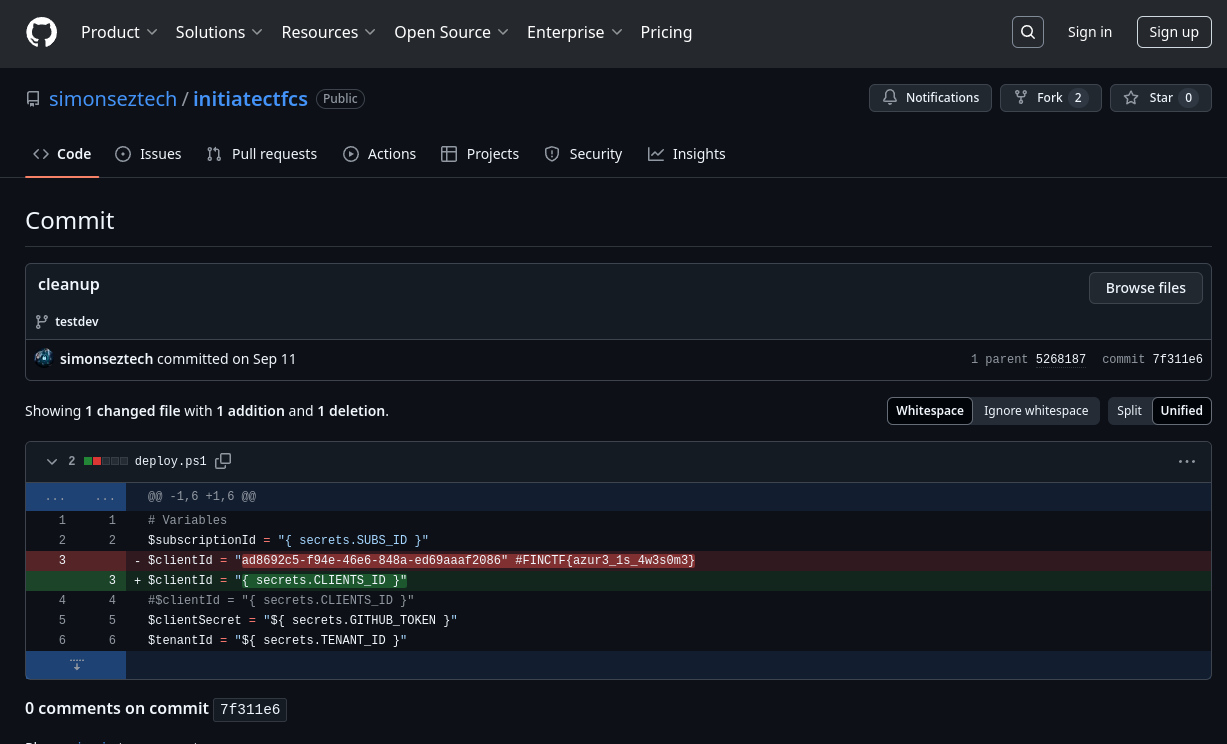 Product Solutions Resources Open Source Enterprise Pricing Sign in Sign up
simonseztech / initiatectfcs Public Notifications Fork 2 Star 0
Code Issues Pull requests Actions Projects Security Insights
Commit
cleanup Browse files
testdev
simonseztech committed on Sep 11 1 parent 5268187 commit 7f311e6
Showing 1 changed file with 1 addition and 1 deletion. Whitespace Ignore whitespace Split Unified
2 deploy.ps1
... ... @@ -1,6 +1,6 @@
1 1 # Variables
2 2 $subscriptionId = "{ secrets.SUBS_ID }"
3 - $clientId = "ad8692c5-f94e-46e6-848a-ed69aaaf2086" #FINCTF{azur3_1s_4w3s0m3}
3 + $clientId = "{ secrets.CLIENTS_ID }"
4 4 #$clientId = "{ secrets.CLIENTS_ID }"
5 5 $clientSecret = "${ secrets.GITHUB_TOKEN }"
6 6 $tenantId = "${ secrets.TENANT_ID }"
0 comments on commit 7f311e6